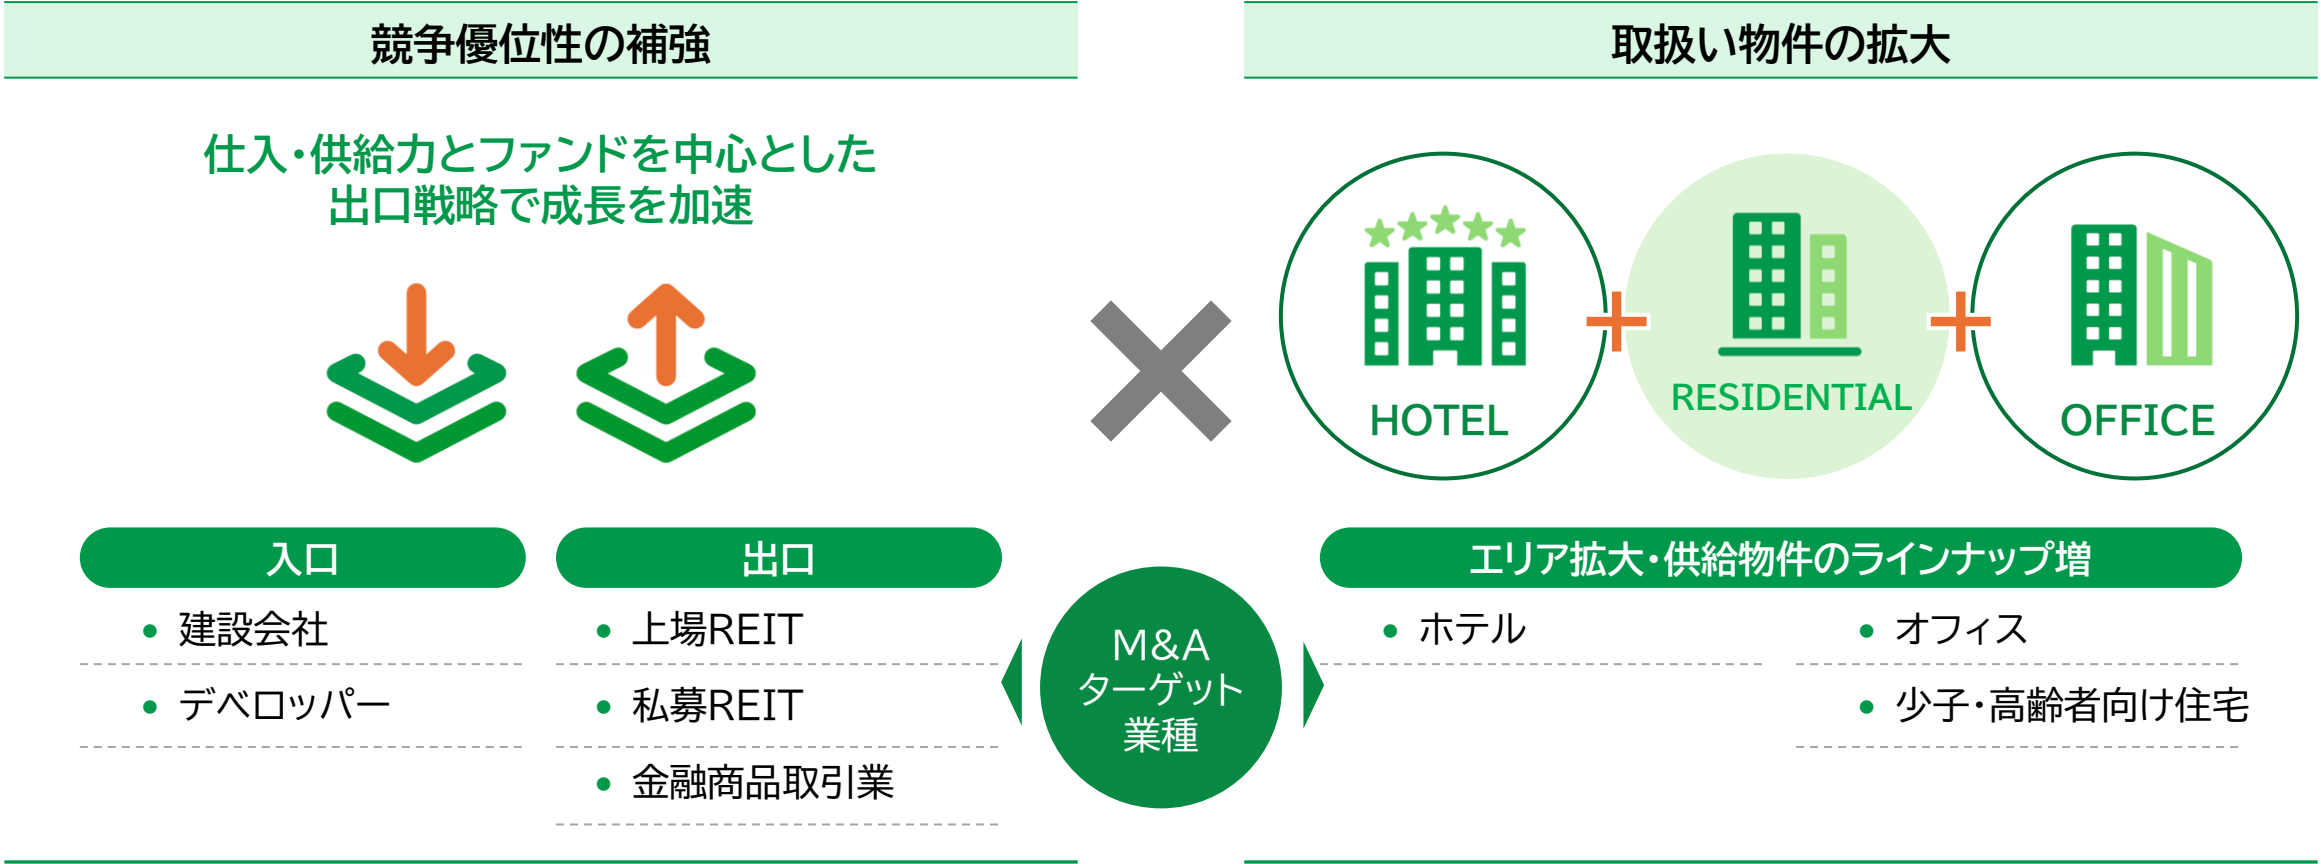 競争優位性の補強
仕入・供給力とファンドを中心とした
出口戦略で成長を加速
入口
建設会社
デベロッパー
出口
上場REIT
私募REIT
金融商品取引業
M&A
ターゲット
業種
取扱い物件の拡大
HOTEL
RESIDENTIAL
OFFICE
エリア拡大・供給物件のラインナップ増
ホテル
オフィス
少子・高齢者向け住宅